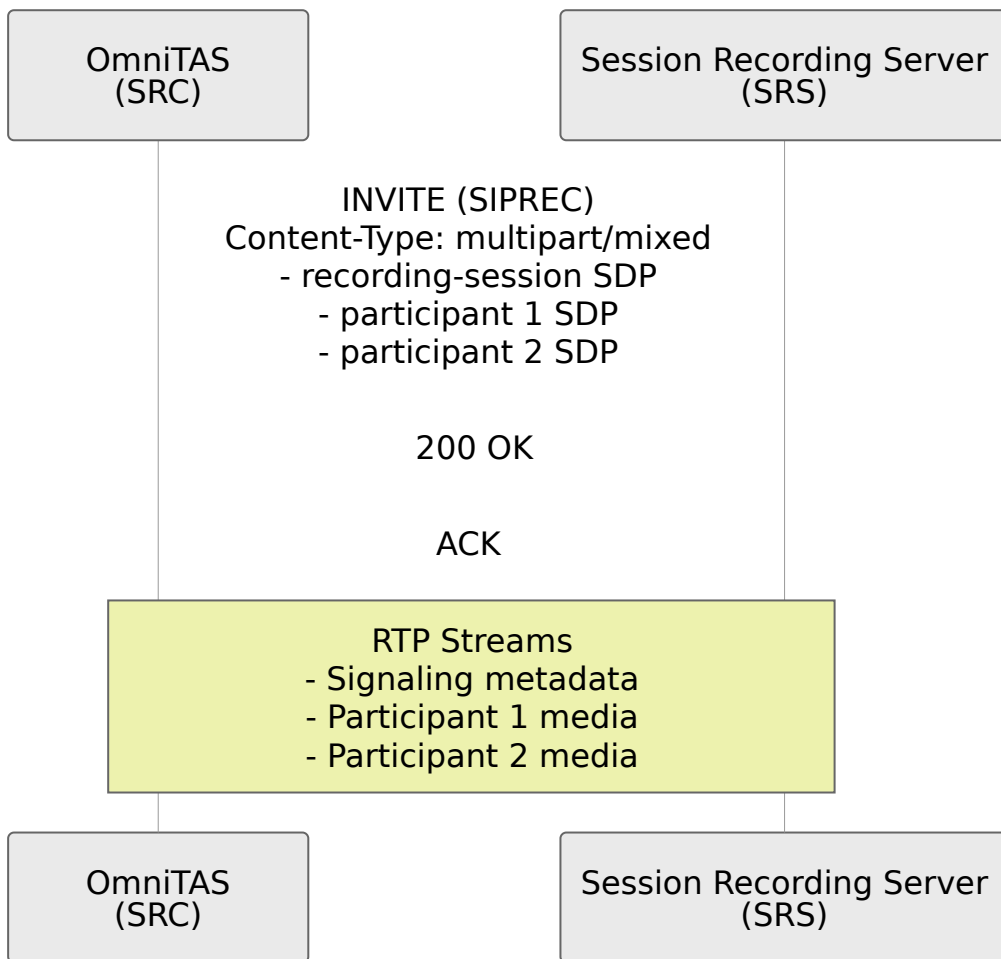 OmniTAS
(SRC)
Session Recording Server
(SRS)
INVITE (SIPREC)
Content-Type: multipart/mixed
- recording-session SDP
- participant 1 SDP
- participant 2 SDP
200 OK
ACK
RTP Streams
- Signaling metadata
- Participant 1 media
- Participant 2 media
OmniTAS
(SRC)
Session Recording Server
(SRS)